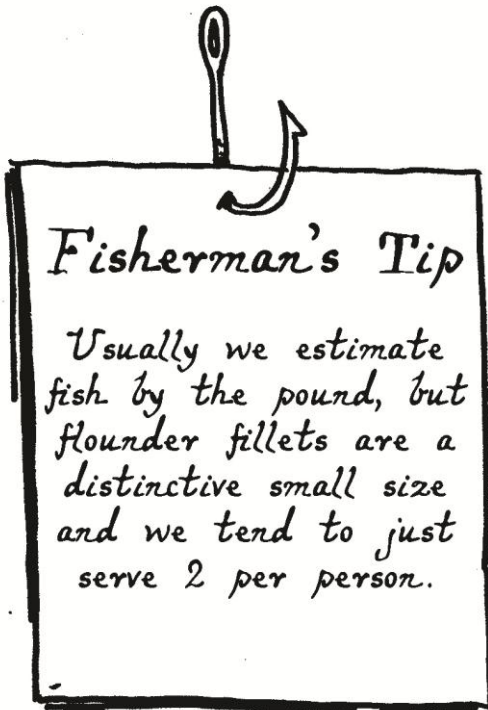 Fisherman's Tip
Usually we estimate
fish by the pound, but
flounder fillets are a
distinctive small size
and we tend to just
serve 2 per person.